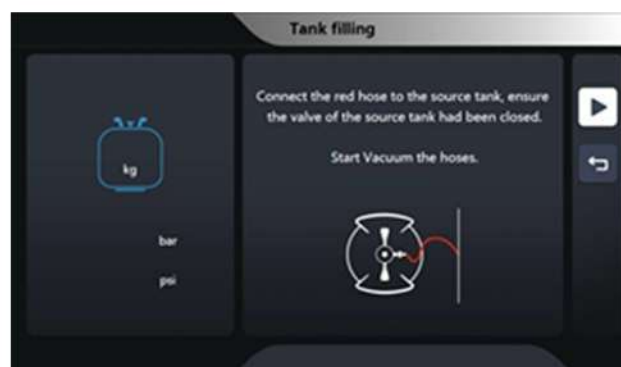 Tank filling
kg
bar
psi
Connect the red hose to the source tank, ensure
the valve of the source tank had been closed.
Start Vacuum the hoses.